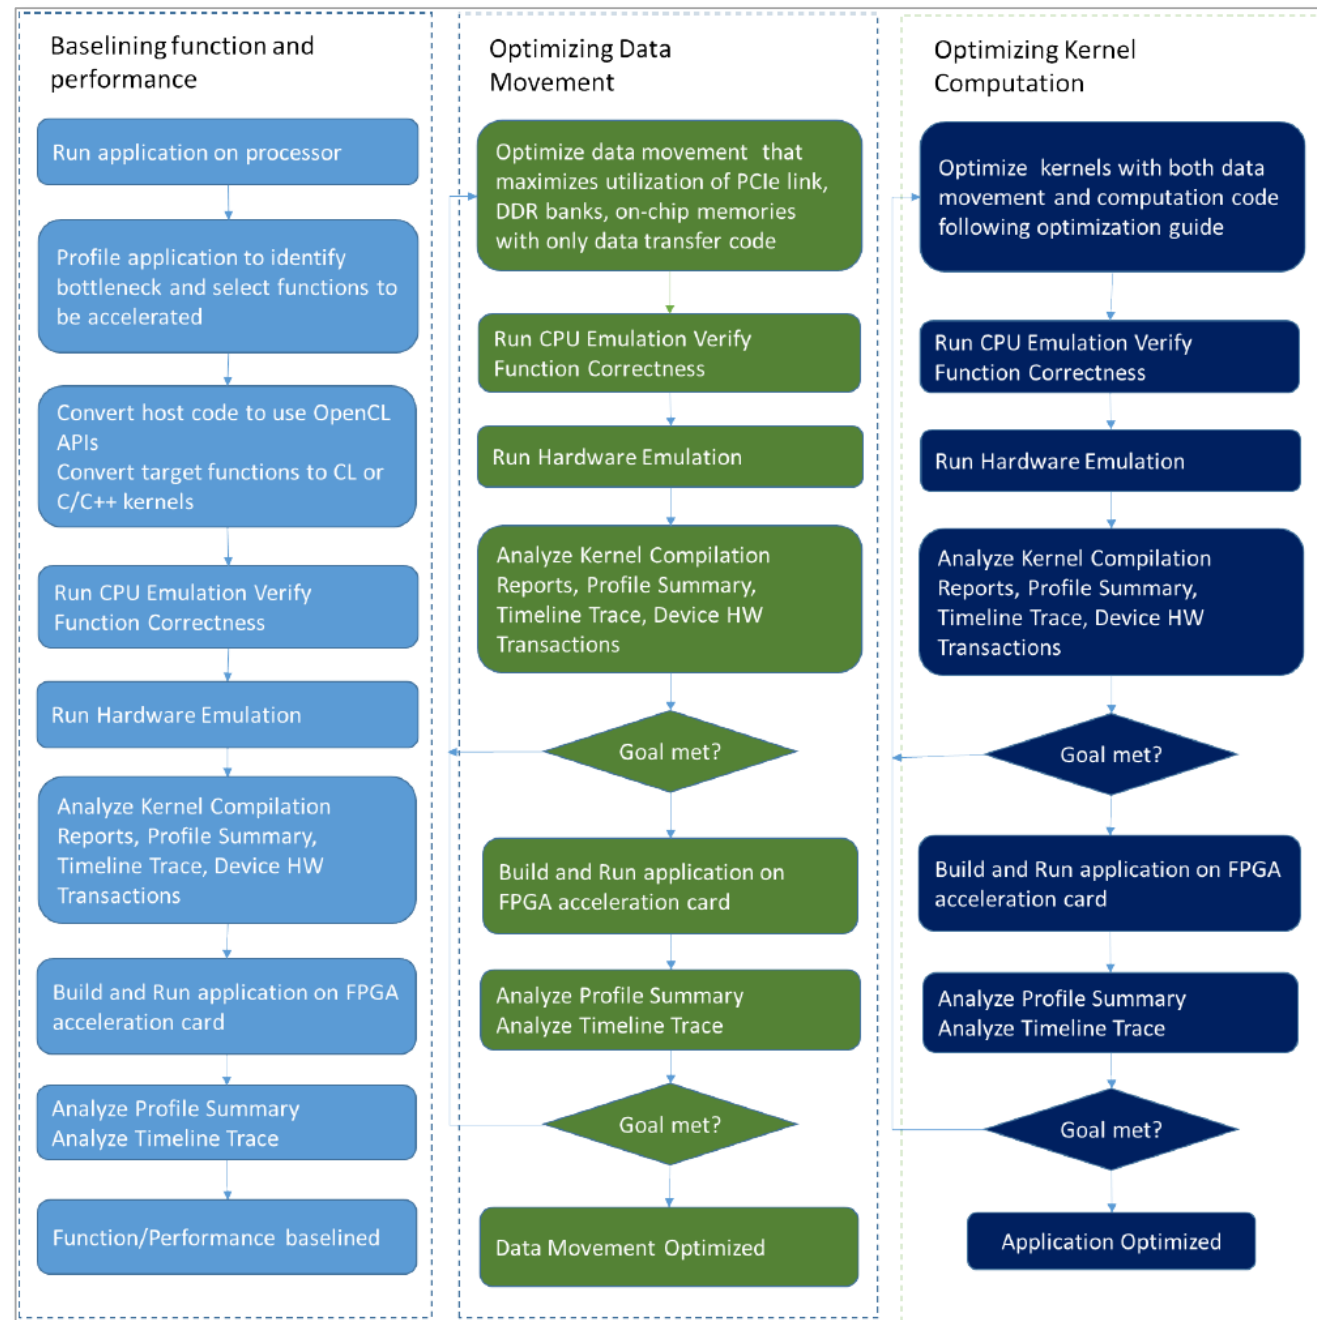 Baselining function and
performance
Run application on processor
Profile application to identify
bottleneck and select functions to
be accelerated
Convert host code to use OpenCL
APIs
Convert target functions to CL or
C/C++ kernels
Run CPU Emulation Verify
Function Correctness
Run Hardware Emulation
Analyze Kernel Compilation
Reports, Profile Summary,
Timeline Trace, Device HW
Transactions
Build and Run application on FPGA
acceleration card
Analyze Profile Summary
Analyze Timeline Trace
Function/Performance baselined
Optimizing Data
Movement
Optimize data movement that
maximizes utilization of PCIe link,
DDR banks, on-chip memories
with only data transfer code
Run CPU Emulation Verify
Function Correctness
Run Hardware Emulation
Analyze Kernel Compilation
Reports, Profile Summary,
Timeline Trace, Device HW
Transactions
Goal met?
Build and Run application on
FPGA acceleration card
Analyze Profile Summary
Analyze Timeline Trace
Goal met?
Data Movement Optimized
Optimizing Kernel
Computation
Optimize kernels with both data
movement and computation code
following optimization guide
Run CPU Emulation Verify
Function Correctness
Run Hardware Emulation
Analyze Kernel Compilation
Reports, Profile Summary,
Timeline Trace, Device HW
Transactions
Goal met?
Build and Run application on FPGA
acceleration card
Analyze Profile Summary
Analyze Timeline Trace
Goal met?
Application Optimized